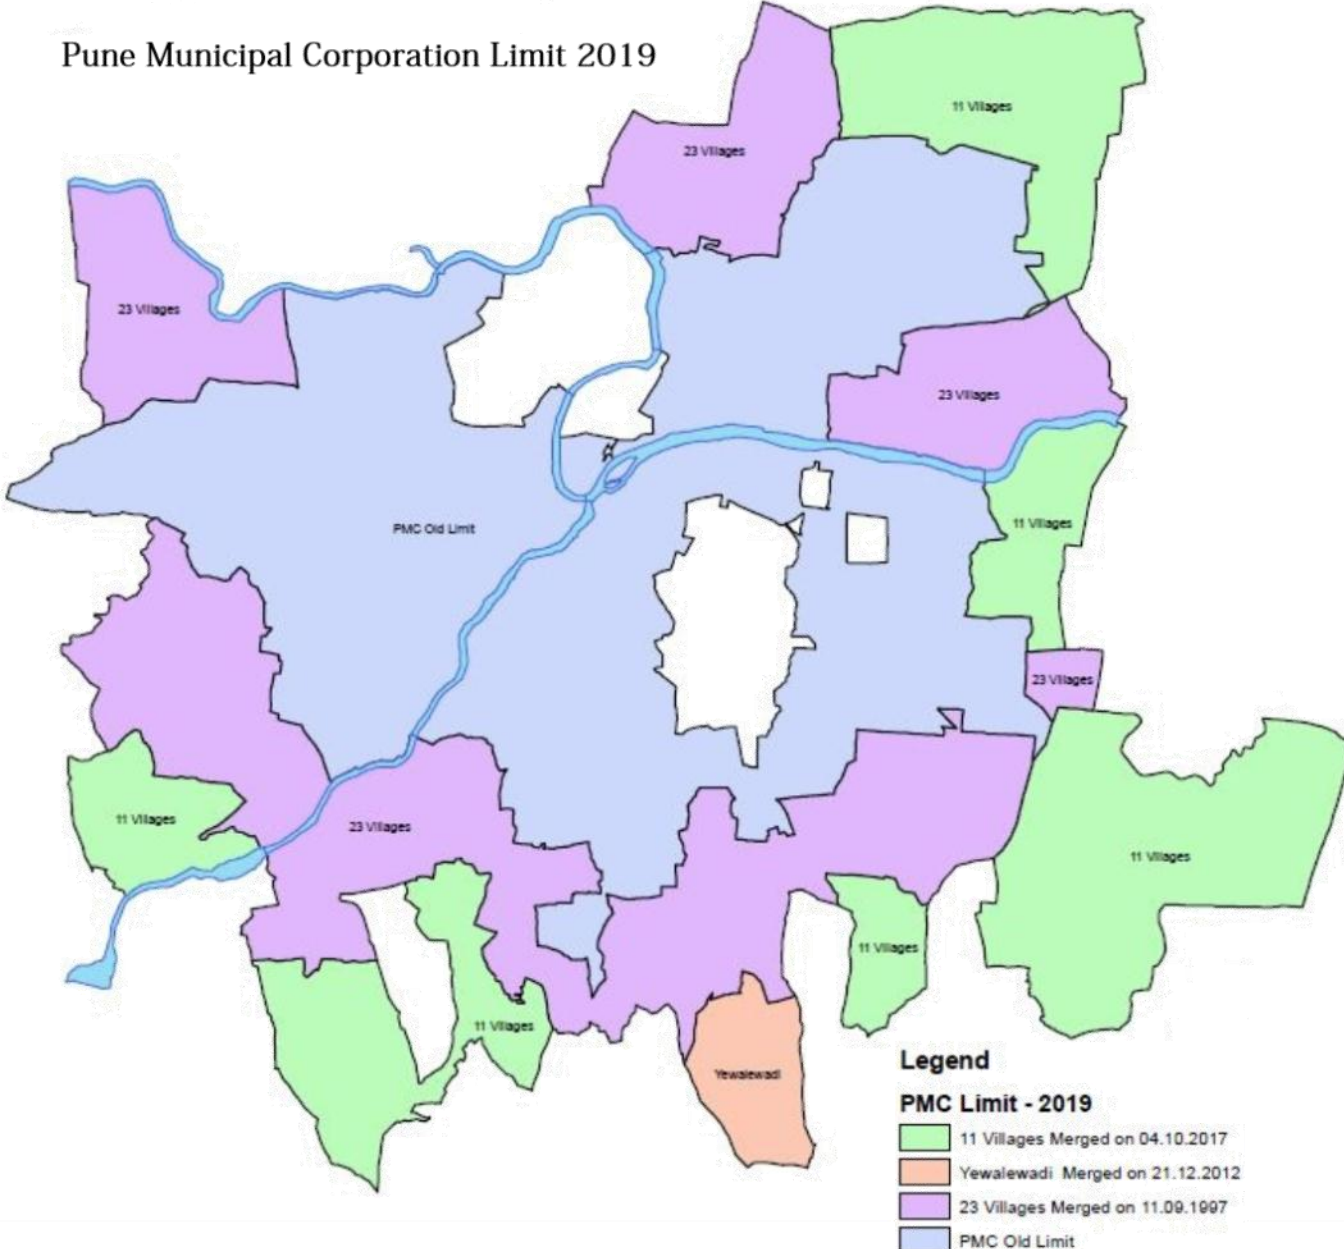 Pune Municipal Corporation Limit 2019
11 Villages
23 Villages
23 Villages
23 Villages
PMC Old Limit
11 Villages
23 Villages
11 Villages
23 Villages
11 Villages
11 Villages
11 Villages
Yewalewadi
Legend
PMC Limit - 2019
11 Villages Merged on 04.10.2017
Yewalewadi Merged on 21.12.2012
23 Villages Merged on 11.09.1997
PMC Old Limit